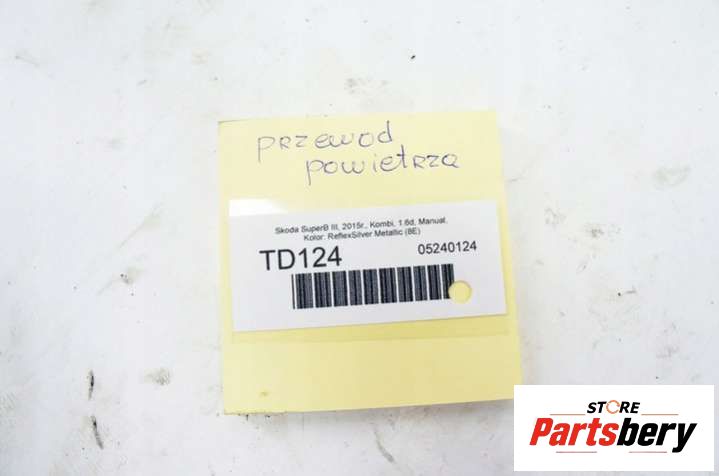 przewod
powietrza
Skoda SuperB III, 2015r., Kombi, 1.6d, Manual.
Kolor: ReflexSilver Metallic (8E)
TD124 05240124
STORE
Partsbery